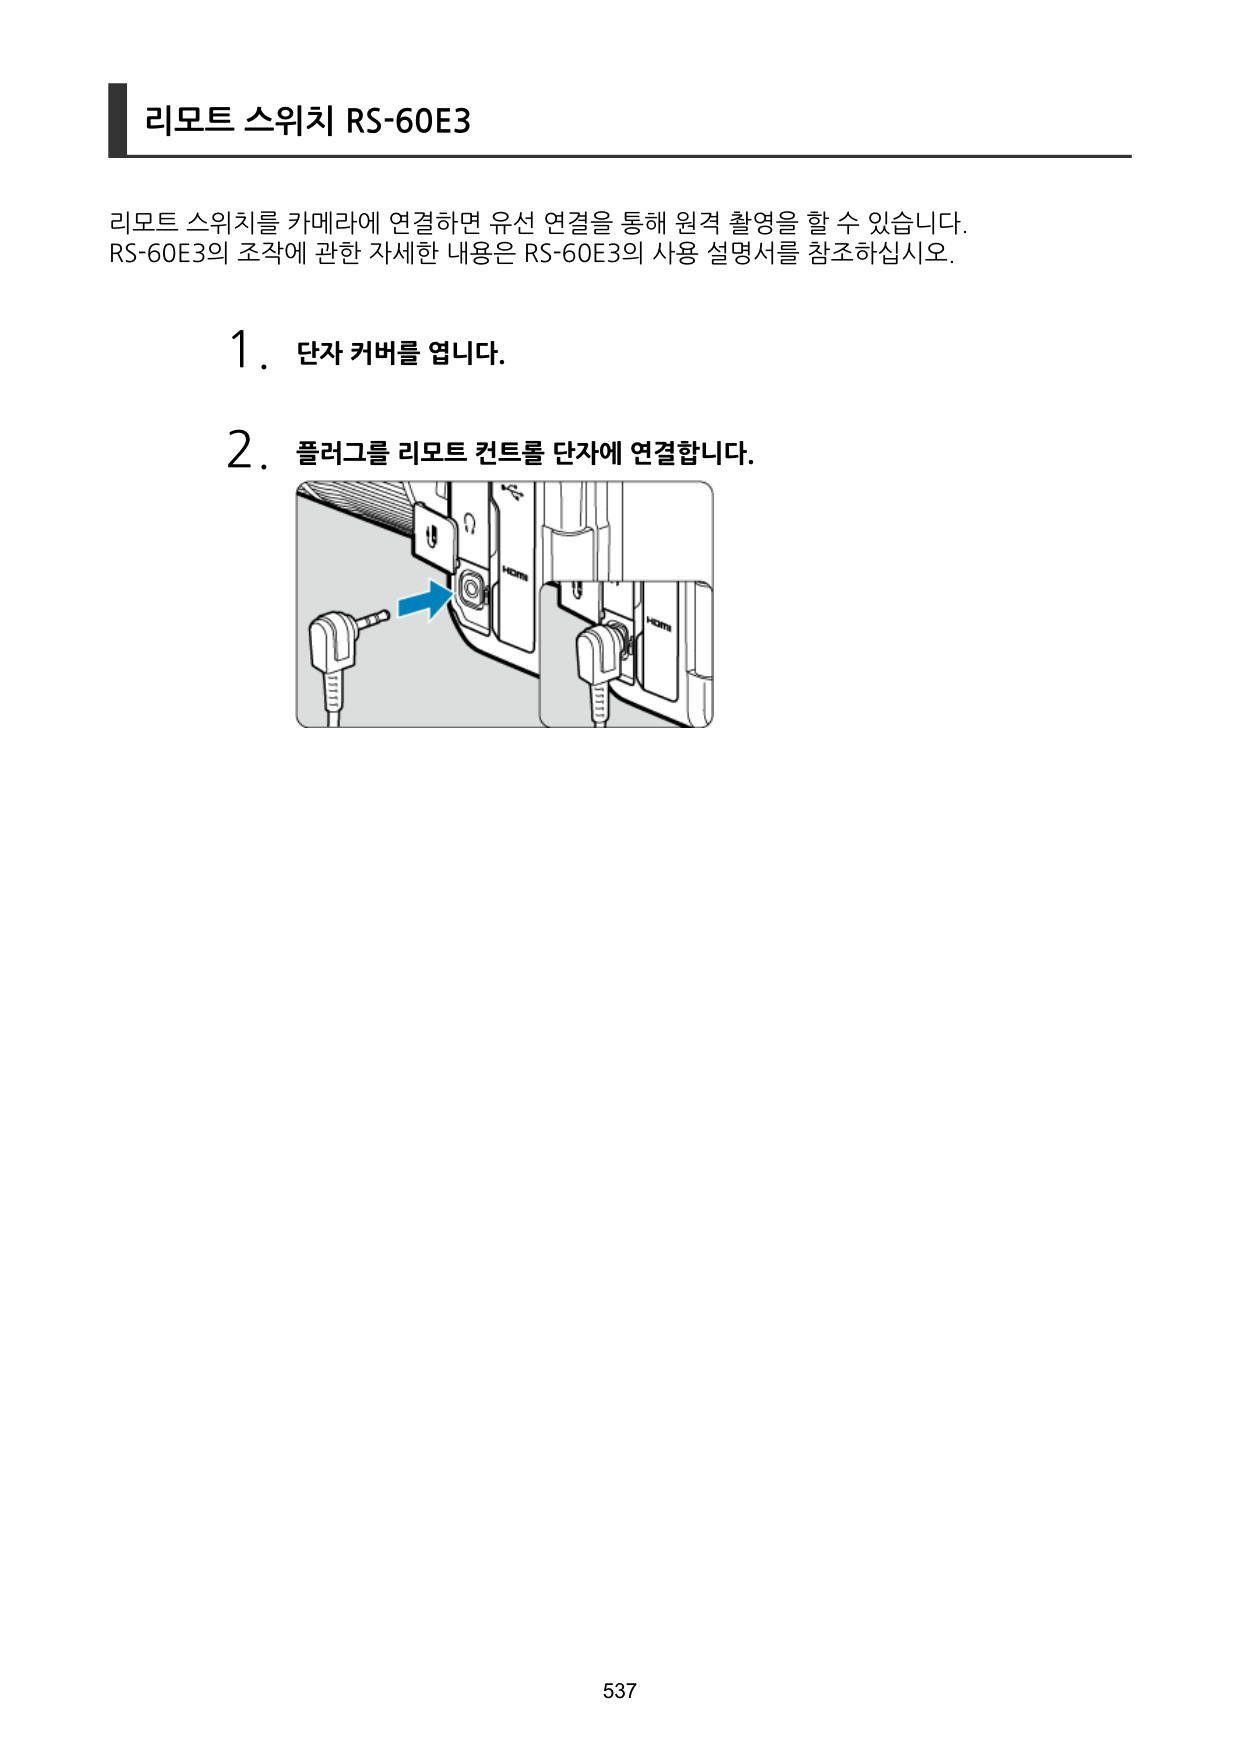 리모트 스위치 RS-60E3
리모트 스위치를 카메라에 연결하면 유선 연결을 통해 원격 촬영을 할 수 있습니다.
RS-60E3의 조작에 관한 자세한 내용은 RS-60E3의 사용 설명서를 참조하십시오.
1. 단자 커버를 엽니다.
2. 플러그를 리모트 컨트롤 단자에 연결합니다.
HDMI
HDMI
537